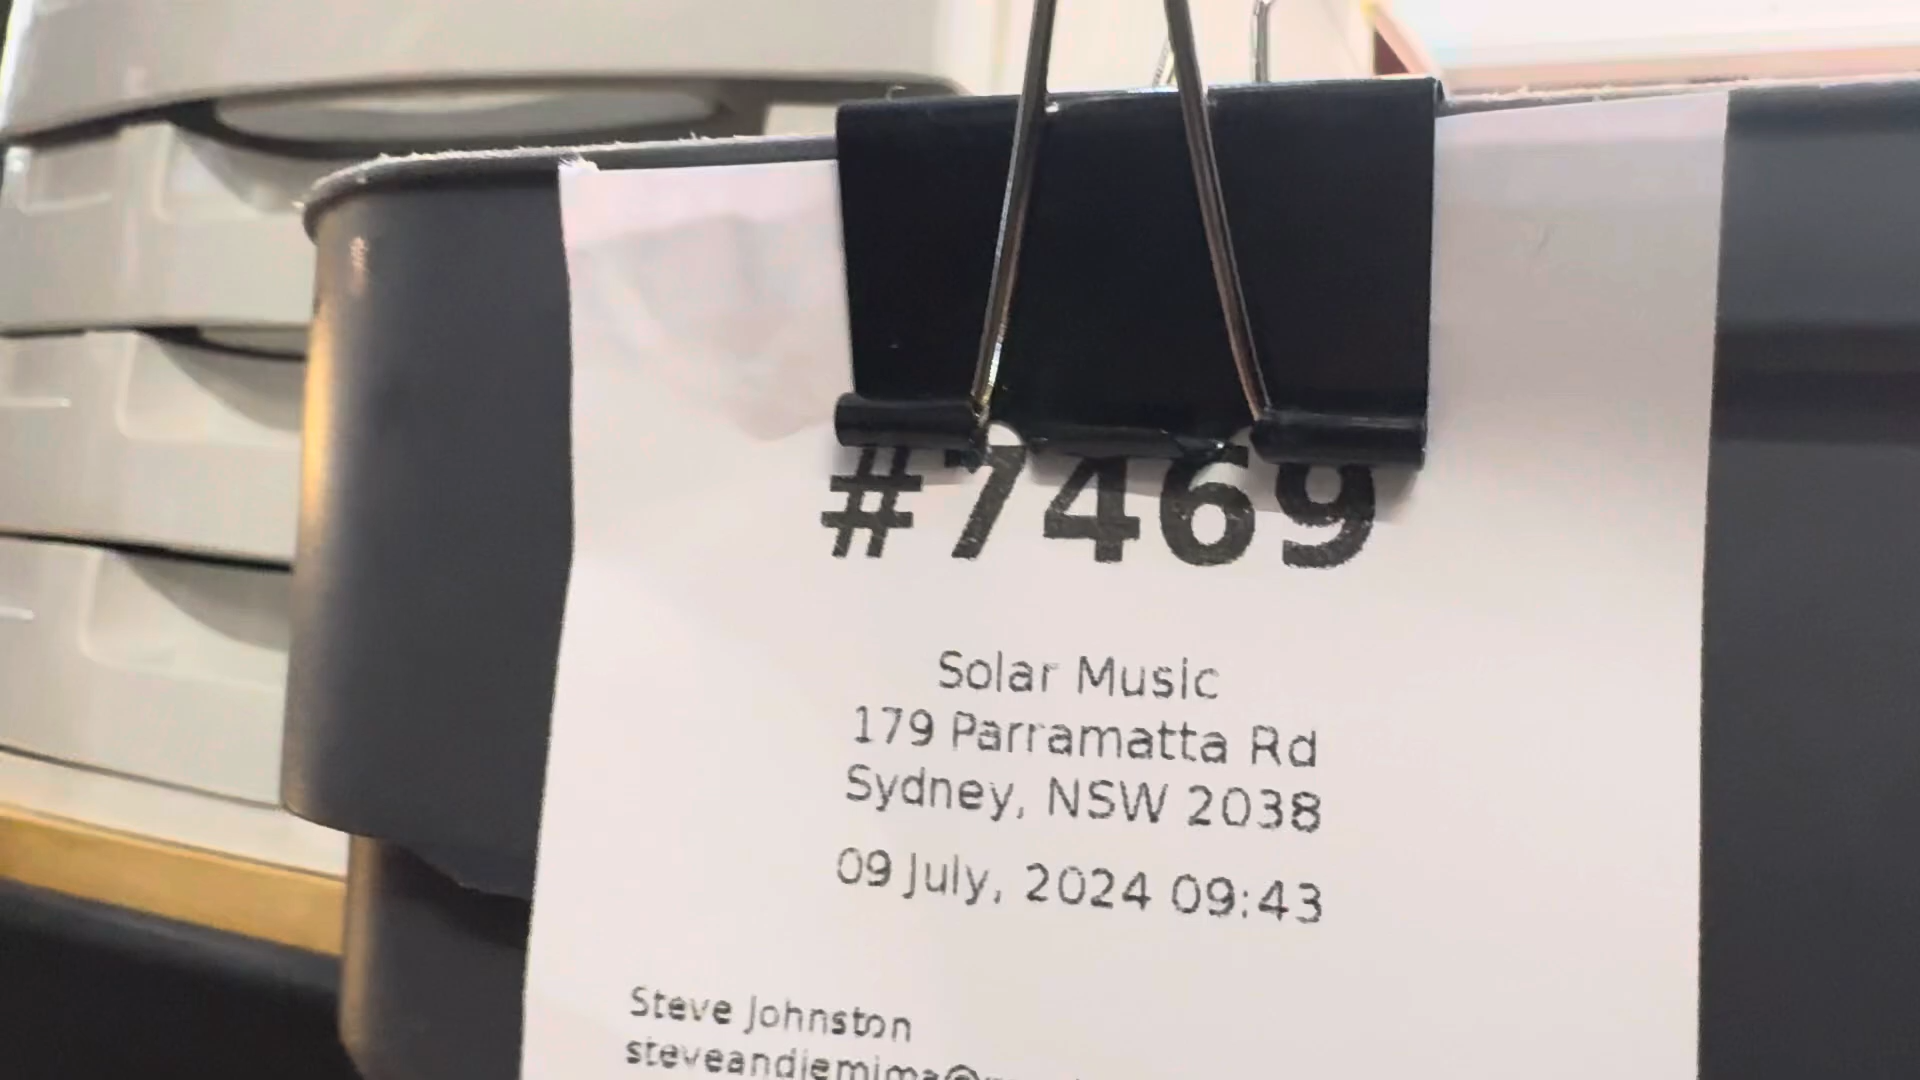 #7469
Solar Music
179 Parramatta Rd
Sydney, NSW 2038
09 July, 2024 09:43
Steve Johnston